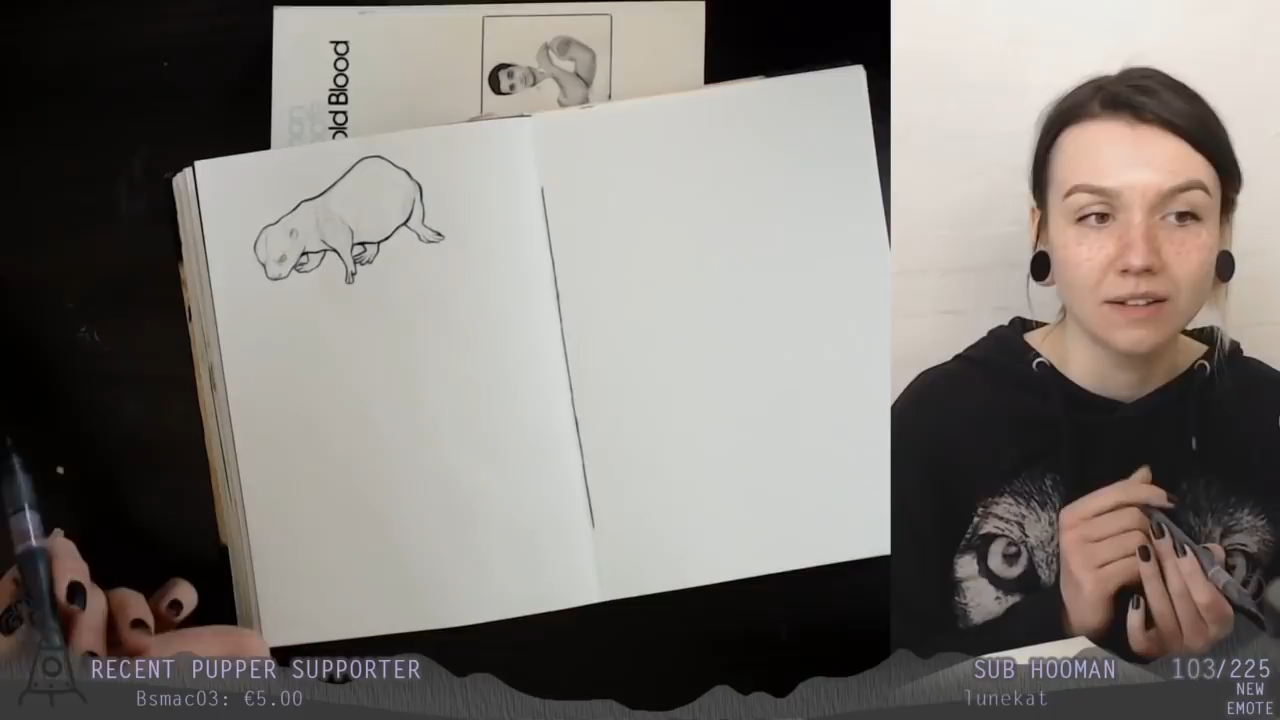 old Blood
RECENT PUPPER SUPPORTER
Bsmac03: €5.00
SUB HOOMAN 103/225
lunekat
NEW
EMOTE